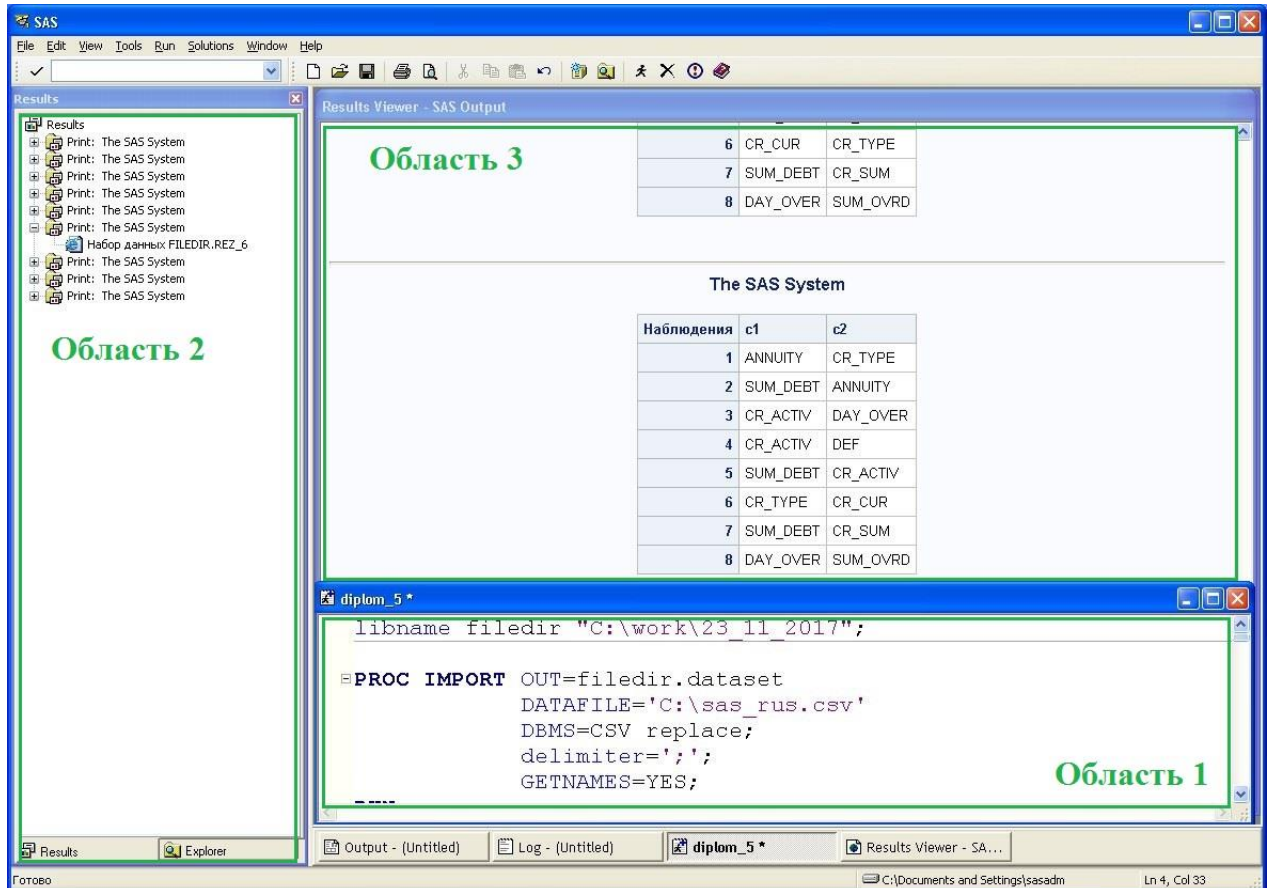 SAS
File Edit View Tools Run Solutions Window Help
Results
Results
Print: The SAS System
Print: The SAS System
Print: The SAS System
Print: The SAS System
Print: The SAS System
Print: The SAS System
Набор данных FILEDIR.REZ_6
Print: The SAS System
Print: The SAS System
Print: The SAS System
Область 2
Results Explorer
Results Viewer - SAS Output
Область 3
6 CR_CUR CR_TYPE
7 SUM_DEBT CR_SUM
8 DAY_OVER SUM_OVRD
The SAS System
Наблюдения c1 c2
1 ANNUITY CR_TYPE
2 SUM_DEBT ANNUITY
3 CR_ACTIV DAY_OVER
4 CR_ACTIV DEF
5 SUM_DEBT CR_ACTIV
6 CR_TYPE CR_CUR
7 SUM_DEBT CR_SUM
8 DAY_OVER SUM_OVRD
diplom_5 *
libname filedir "C:\work\23_11_2017";
PROC IMPORT OUT=filedir.dataset
DATAFILE='C:\sas_rus.csv'
DBMS=CSV replace;
delimiter=';';
GETNAMES=YES;
Область 1
Output - (Untitled) Log - (Untitled) diplom_5 * Results Viewer - SA...
Готово C:\Documents and Settings\sasadm Ln 4, Col 33